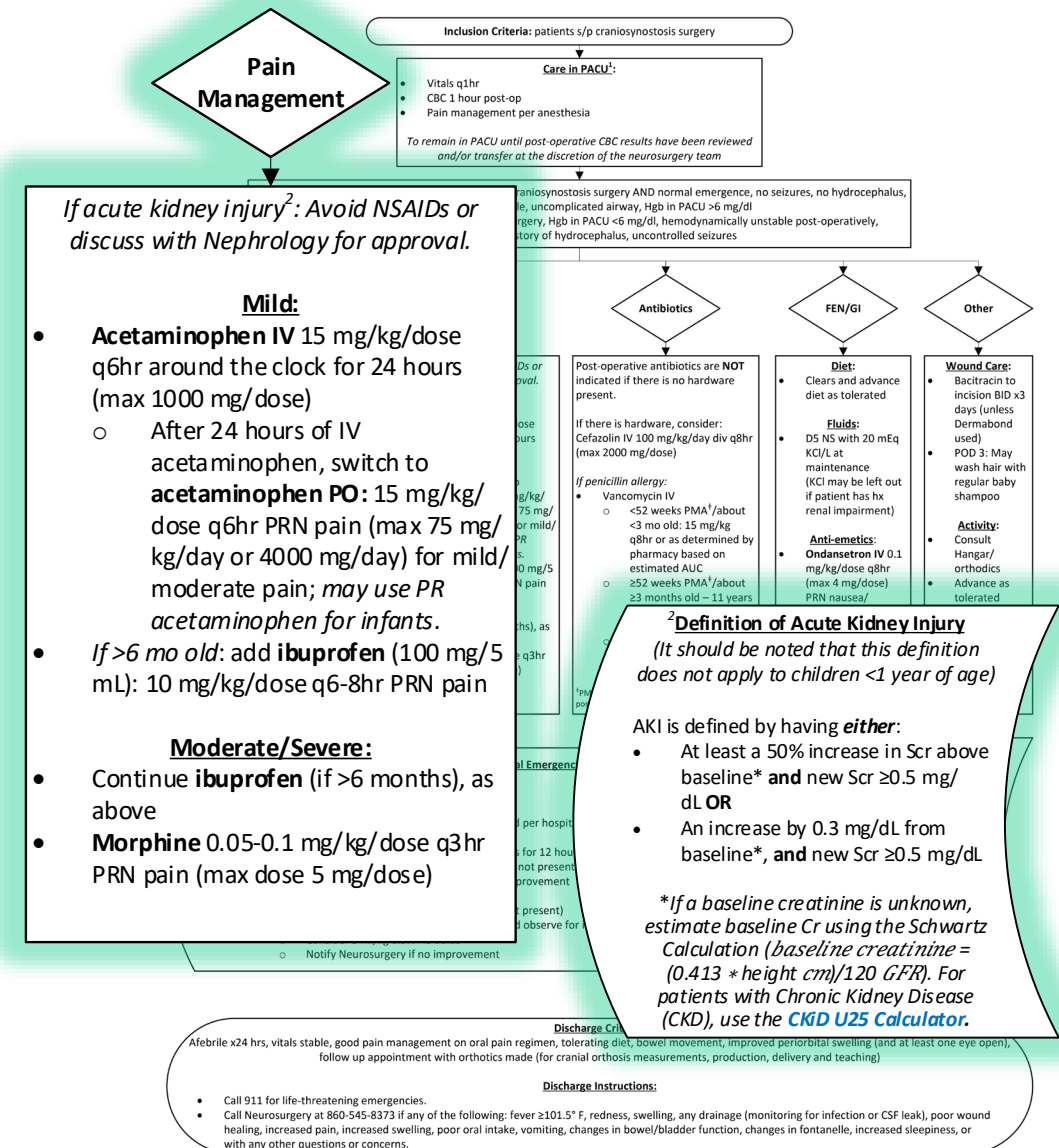 Inclusion Criteria: patients s/p craniosynostosis surgery
Care in PACU1:
• Vitals q1hr
• CBC 1 hour post-op
• Pain management per anesthesia
To remain in PACU until post-operative CBC results have been reviewed
and/or transfer at the discretion of the neurosurgery team
Pain
Management
craniosynostosis surgery AND normal emergence, no seizures, no hydrocephalus,
le, uncomplicated airway, Hgb in PACU >6 mg/dl
rgery, Hgb in PACU <6 mg/dl, hemodynamically unstable post-operatively,
story of hydrocephalus, uncontrolled seizures
If acute kidney injury2: Avoid NSAIDs or
discuss with Nephrology for approval.
Mild:
• Acetaminophen IV 15 mg/kg/dose
q6hr around the clock for 24 hours
(max 1000 mg/dose)
o After 24 hours of IV
acetaminophen, switch to
acetaminophen PO: 15 mg/kg/
dose q6hr PRN pain (max 75 mg/
kg/day or 4000 mg/day) for mild/
moderate pain; may use PR
acetaminophen for infants.
• If >6 mo old: add ibuprofen (100 mg/5
mL): 10 mg/kg/dose q6-8hr PRN pain
Moderate/Severe:
• Continue ibuprofen (if >6 months), as
above
• Morphine 0.05-0.1 mg/kg/dose q3hr
PRN pain (max dose 5 mg/dose)
Antibiotics
Post-operative antibiotics are NOT
indicated if there is no hardware
present.
If there is hardware, consider:
Cefazolin IV 100 mg/kg/day div q8hr
(max 2000 mg/dose)
If penicillin allergy:
• Vancomycin IV
o <52 weeks PMA†/about
<3 mo old: 15 mg/kg
q8hr or as determined by
pharmacy based on
estimated AUC
o ≥52 weeks PMA†/about
≥3 months old – 11 years
FEN/GI
Diet:
• Clears and advance
diet as tolerated
Fluids:
• D5 NS with 20 mEq
KCl/L at
maintenance
(KCl may be left out
if patient has hx
renal impairment)
Anti-emetics:
• Ondansetron IV 0.1
mg/kg/dose q8hr
(max 4 mg/dose)
PRN nausea/
Other
Wound Care:
• Bacitracin to
incision BID x3
days (unless
Dermabond
used)
• POD 3: May
wash hair with
regular baby
shampoo
Activity:
• Consult
Hangar/
orthodics
• Advance as
tolerated
2Definition of Acute Kidney Injury
(It should be noted that this definition
does not apply to children <1 year of age)
AKI is defined by having either:
• At least a 50% increase in Scr above
baseline* and new Scr ≥0.5 mg/
dL OR
• An increase by 0.3 mg/dL from
baseline*, and new Scr ≥0.5 mg/dL
*If a baseline creatinine is unknown,
estimate baseline Cr using the Schwartz
Calculation (baseline creatinine =
(0.413 * height cm)/120 GFR). For
patients with Chronic Kidney Disease
(CKD), use the CKiD U25 Calculator.
al Emergenc
d per hospit
s for 12 hou
not present
provement
t present)
d observe for
o Notify Neurosurgery if no improvement
Discharge Crit
Afebrile x24 hrs, vitals stable, good pain management on oral pain regimen, tolerating diet, bowel movement, improved periorbital swelling (and at least one eye open),
follow up appointment with orthotics made (for cranial orthosis measurements, production, delivery and teaching)
Discharge Instructions:
• Call 911 for life-threatening emergencies.
• Call Neurosurgery at 860-545-8373 if any of the following: fever ≥101.5° F, redness, swelling, any drainage (monitoring for infection or CSF leak), poor wound
healing, increased pain, increased swelling, poor oral intake, vomiting, changes in bowel/bladder function, changes in fontanelle, increased sleepiness, or
with any other questions or concerns.